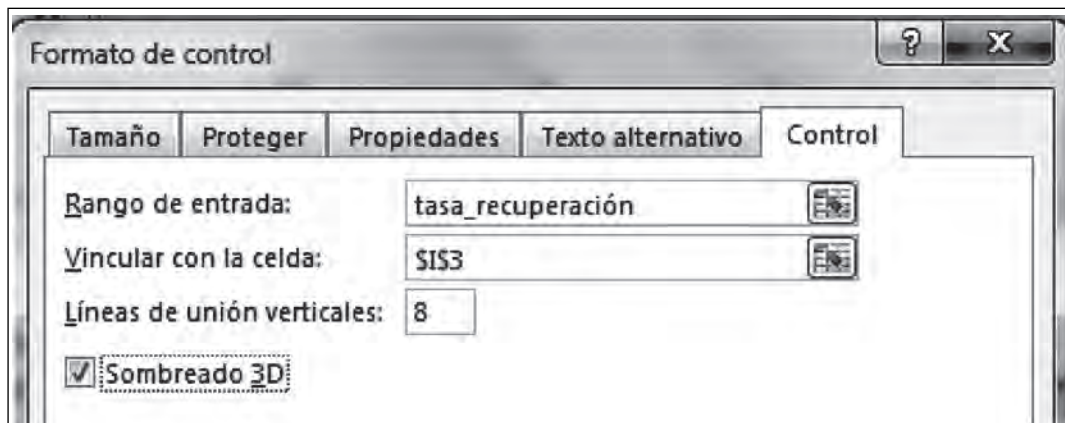 Formato de control
Tamaño Proteger Propiedades Texto alternativo Control
Rango de entrada: tasa_recuperación
Vincular con la celda: $I$3
Líneas de unión verticales: 8
Sombreado 3D